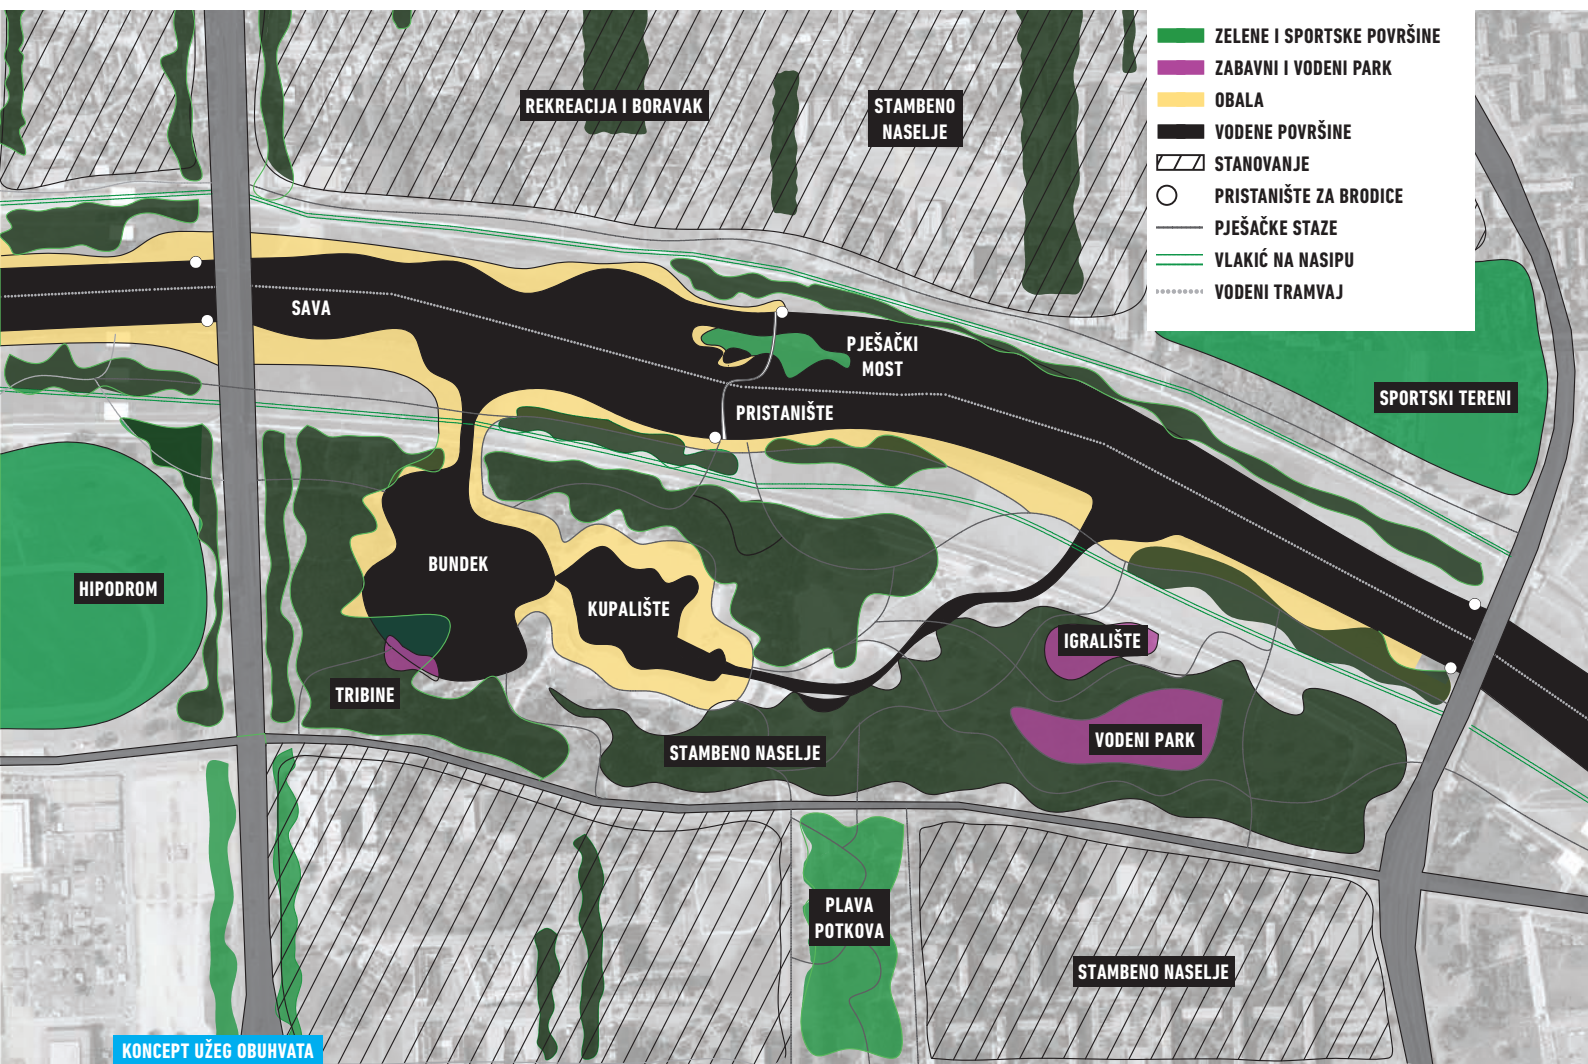 ZELENE I SPORTSKE POVRŠINE
ZABAVNI I VODENI PARK
OBALA
VODENE POVRŠINE
STANOVANJE
PRISTANIŠTE ZA BRODICE
PJEŠAČKE STAZE
VLAKIĆ NA NASIPU
VODENI TRAMVAJ
REKREACIJA I BORAVAK
STAMBENO
NASELJE
SAVA
PJEŠAČKI
MOST
PRISTANIŠTE
SPORTSKI TERENI
BUNDEK
HIPODROM
KUPALIŠTE
IGRALIŠTE
TRIBINE
VODENI PARK
STAMBENO NASELJE
PLAVA
POTKOVA
STAMBENO NASELJE
KONCEPT UŽEG OBUHVATA